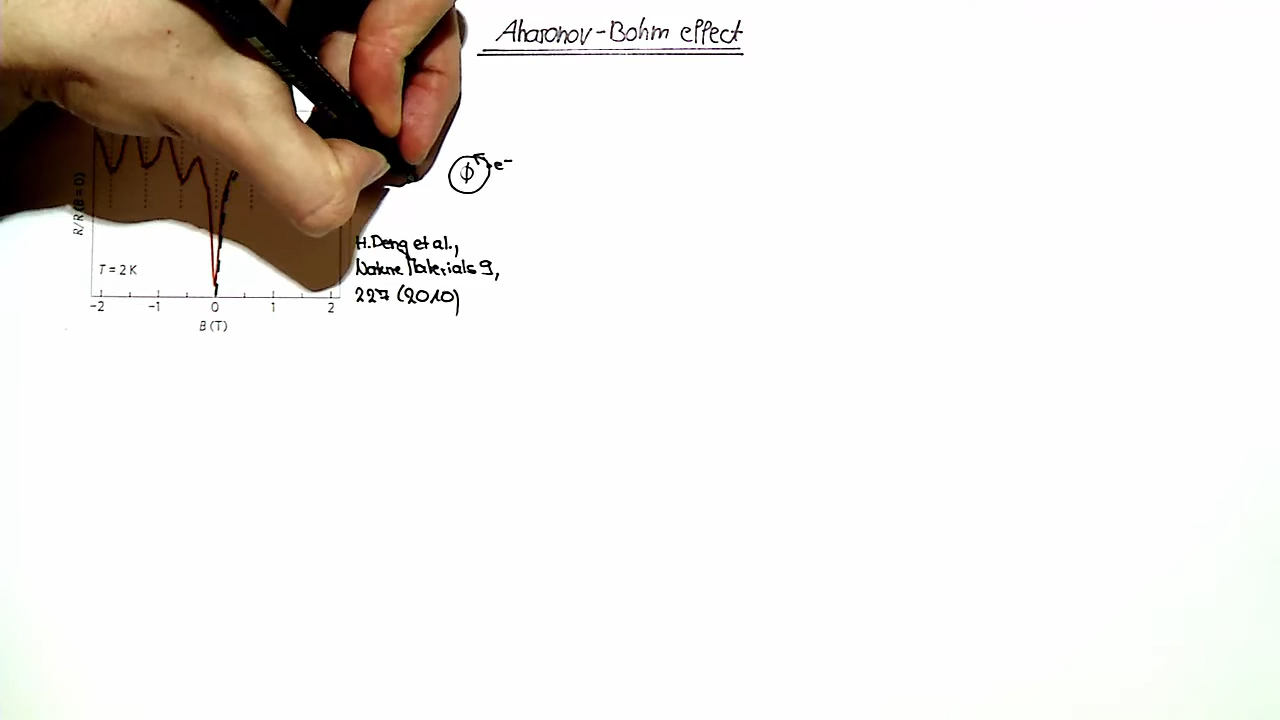 Aharonov-Bohm effect
ϕ e⁻
R/R(B=0)
H. Deng et al.,
Nature Materials 9,
227 (2010)
T = 2 K
-2 -1 0 1 2
B (T)